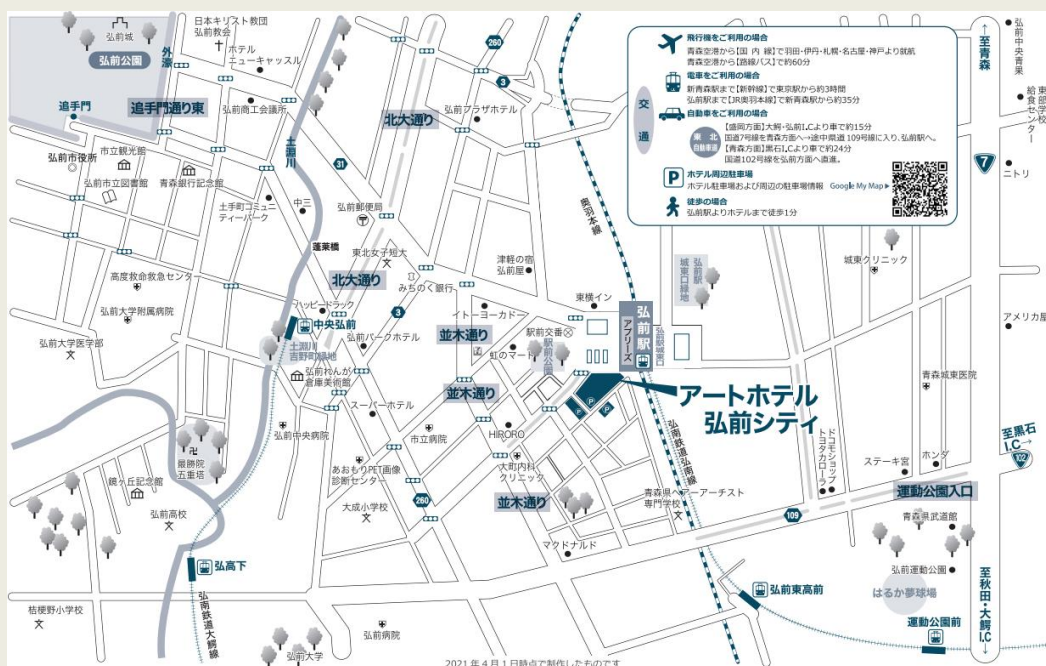 弘前城
弘前公園
外濠
日本キリスト教団
弘前教会
ホテル
ニューキャッスル
追手門
追手門通り東
弘前商工会議所
弘前市役所
市立観光館
弘前市立図書館
青森銀行記念館
土淵川
土手町コミュニ
ティーパーク
中三
31
弘前郵便局
北大通り
260
3
弘前プラザホテル
奥羽本線
交通
飛行機をご利用の場合
青森空港から【国 内 線】で羽田・伊丹・札幌・名古屋・神戸より就航
青森空港から【路線バス】で約60分
電車をご利用の場合
新青森駅まで【新幹線】で東京駅から約3時間
弘前駅まで【JR奥羽本線】で新青森駅から約35分
自動車をご利用の場合
東 北
自動車道
【盛岡方面】大鰐・弘前I.Cより車で約15分
国道7号線を青森方面へ→途中県道109号線に入り、弘前駅へ。
【青森方面】黒石I.Cより車で約24分
国道102号線を弘前方面へ直進。
P
ホテル周辺駐車場
ホテル駐車場および周辺の駐車場情報 Google My Map
徒歩の場合
弘前駅よりホテルまで徒歩1分
至青森
弘前中央青果
東部学校
給食センター
7
ニトリ
蓬莱橋
東北女子短大
みちのく銀行
津軽の宿
弘前屋
高度救命救急センター
弘前大学附属病院
弘前大学医学部
北大通り
ハッピードラッグ
中央弘前
土淵川
吉野町緑地
弘前パークホテル
3
イトーヨーカドー
並木通り
虹のマート
駅前交番
駅前公園
東横イン
弘前駅
アプリーズ
弘前駅城東口
弘前駅
城東口緑地
城東クリニック
アメリカ屋
弘前れんが
倉庫美術館
スーパーホテル
並木通り
P
P
P
アートホテル
弘前シティ
青森城東医院
弘前中央病院
市立病院
HIRORO
弘南鉄道弘南線
ドコモショップ
トヨタカローラ
ステーキ宮
ホンダ
至黒石
I.C→
102
最勝院
五重塔
鏡ヶ丘記念館
弘前高校
あおもりPET画像
診断センター
大町内科
クリニック
大成小学校
260
並木通り
青森県ヘアーアーチスト
専門学校
109
運動公園入口
青森県武道館
マクドナルド
弘高下
弘南鉄道大鰐線
弘前東高前
弘前運動公園
はるか夢球場
至秋田・大鰐I.C
桔梗野小学校
弘前病院
弘前大学
運動公園前
2021年4月1日時点で制作したものです